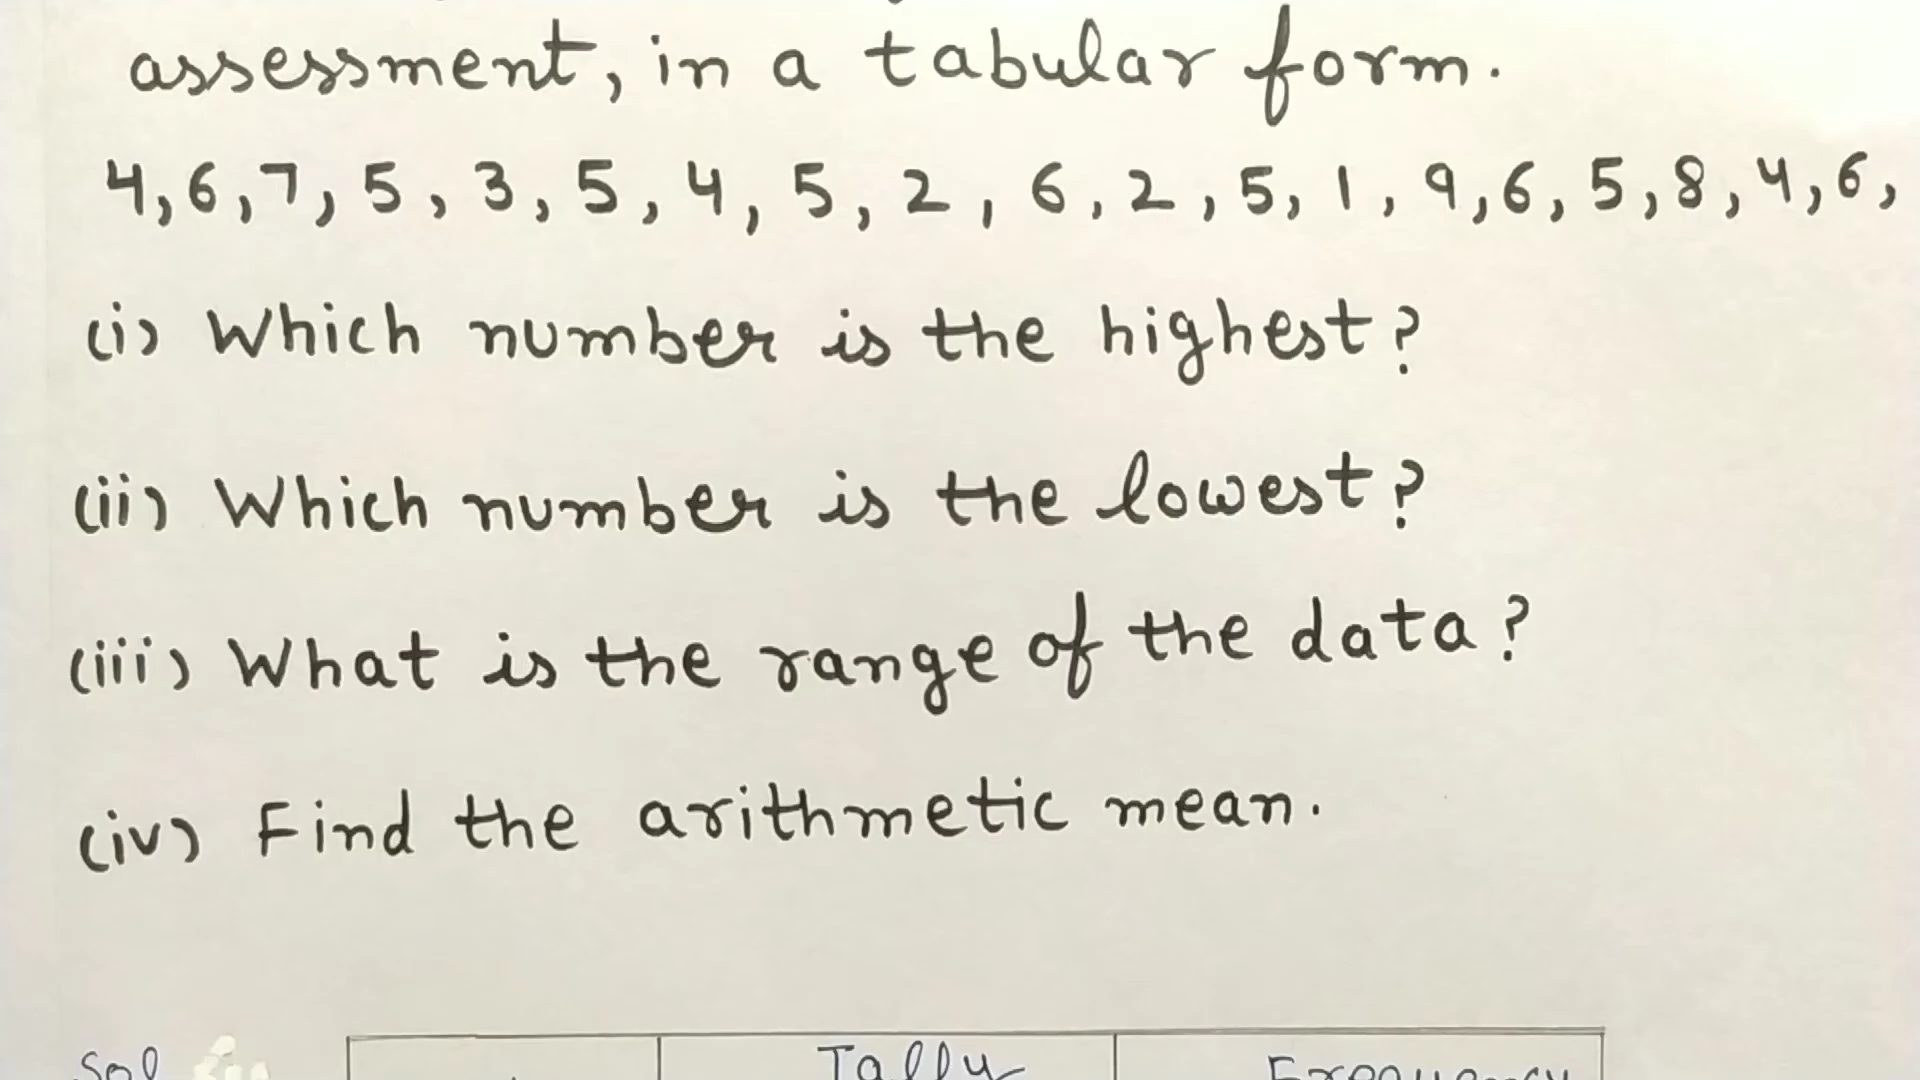 assessment, in a tabular form.
4,6,7,5,3,5,4,5,2,6,2,5,1,9,6,5,8,4,6,
(i) Which number is the highest?
(ii) Which number is the lowest?
(iii) What is the range of the data?
(iv) Find the arithmetic mean.
Sol Tally Frequency